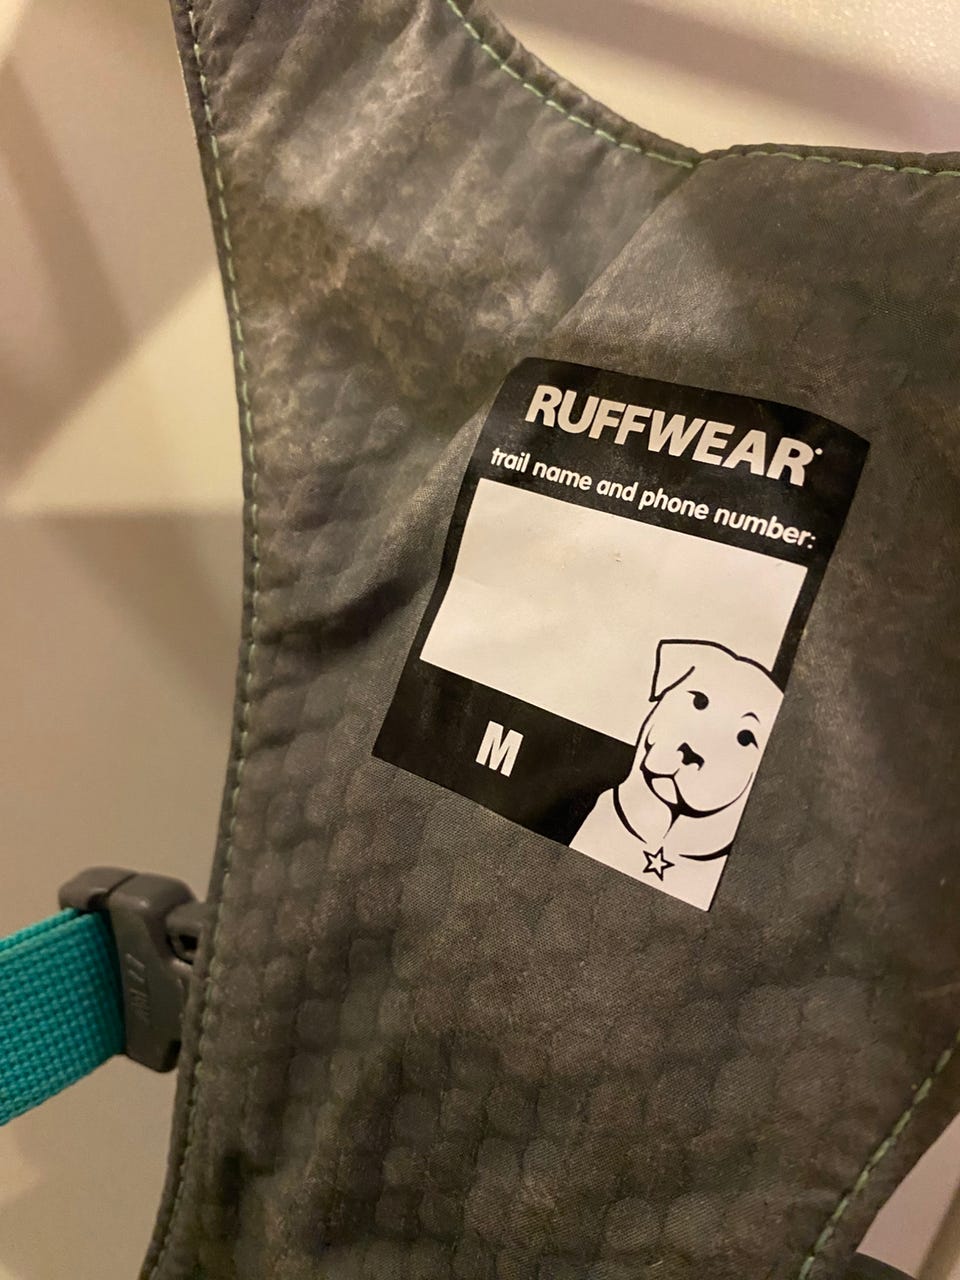 RUFFWEAR
trail name and phone number:
M